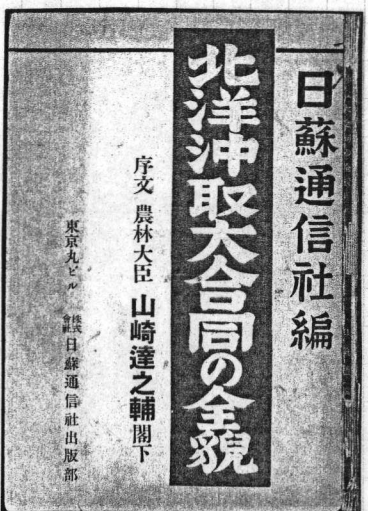 日蘇通信社編
北洋沖取大合同の全貌
序文 農林大臣 山崎達之輔閣下
東京丸ビル 株式會社日蘇通信社出版部